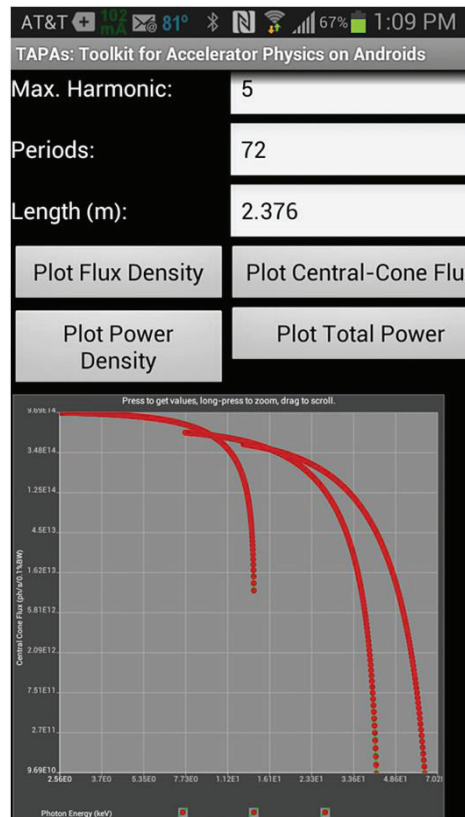 AT&T 102 mA 81° 67% 1:09 PM
TAPAs: Toolkit for Accelerator Physics on Androids
Max. Harmonic: 5
Periods: 72
Length (m): 2.376
Plot Flux Density Plot Central-Cone Flu
Plot Power Density Plot Total Power
Press to get values, long-press to zoom, drag to scroll.
9.69E14
3.48E14
1.25E14
4.5E13
1.62E13
5.81E12
2.09E12
7.51E11
2.7E11
9.69E10
Central Cone Flux (ph/s/0.1%BW)
2.56E0 3.7E0 5.35E0 7.73E0 1.12E1 1.61E1 2.33E1 3.36E1 4.86E1 7.02
Photon Energy (keV)